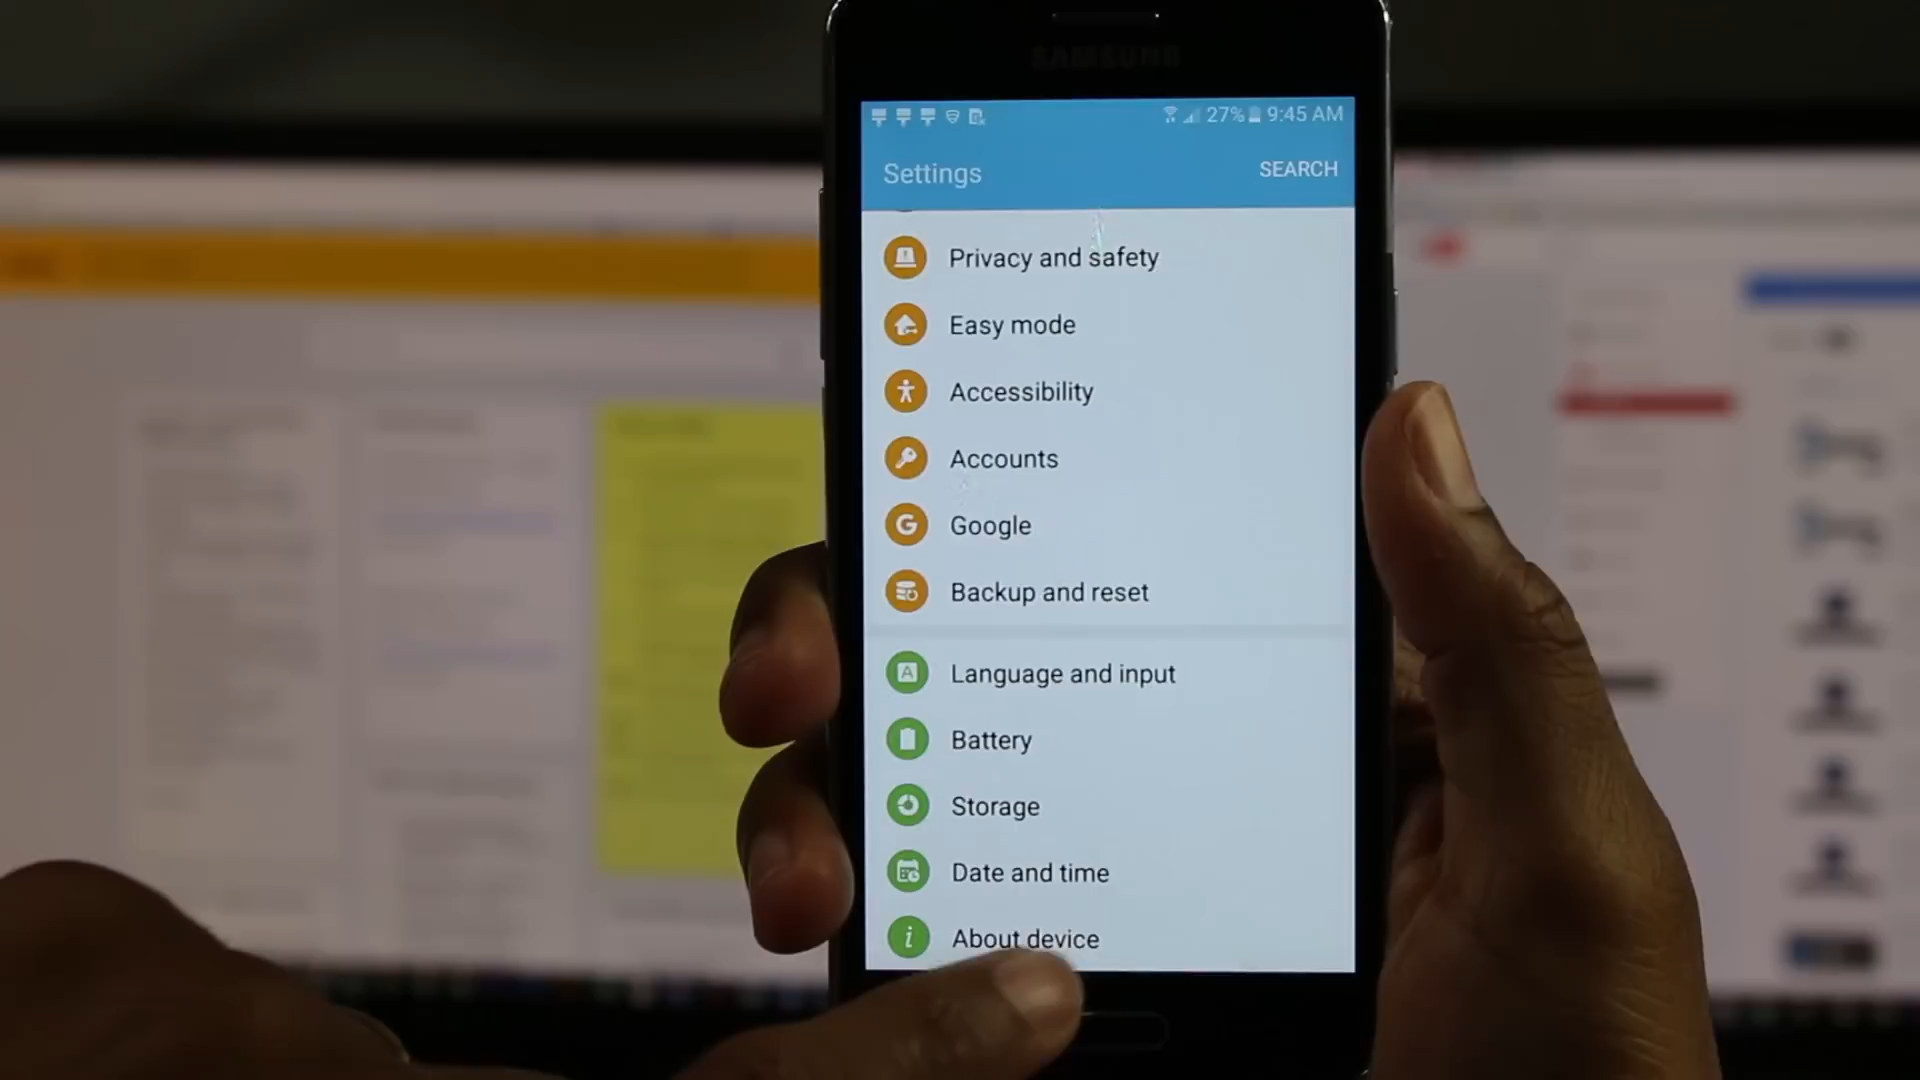 SAMSUNG
27% 9:45 AM
Settings SEARCH
Privacy and safety
Easy mode
Accessibility
Accounts
Google
Backup and reset
Language and input
Battery
Storage
Date and time
About device